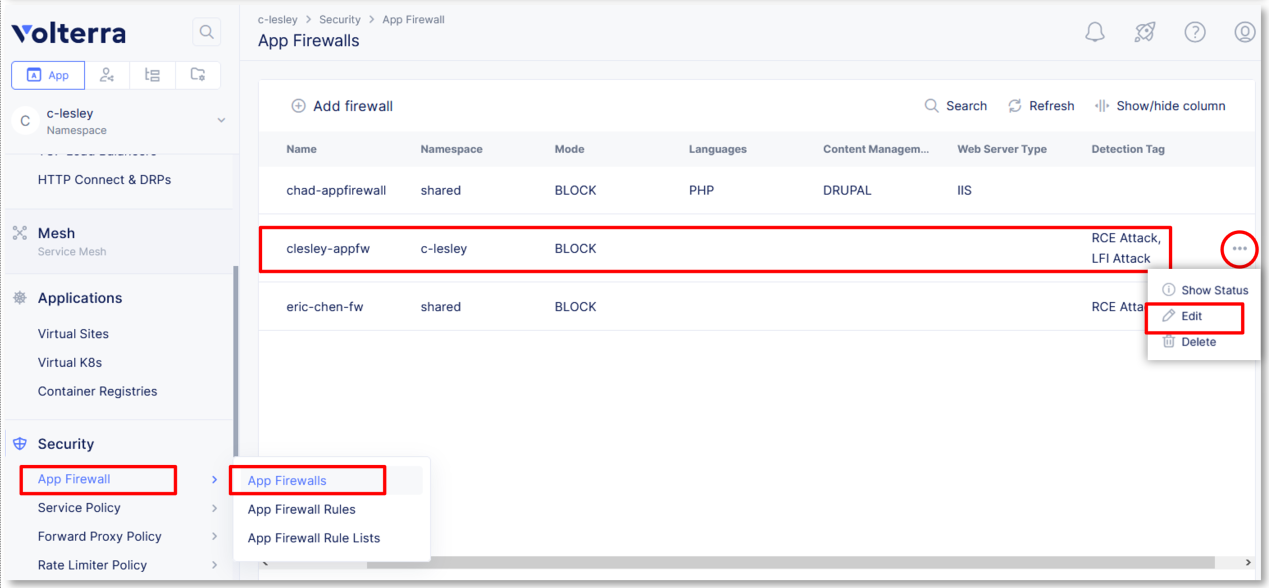 Volterra
App
C
c-lesley
Namespace
HTTP Connect & DRPs
Mesh
Service Mesh
Applications
Virtual Sites
Virtual K8s
Container Registries
Security
App Firewall
Service Policy
Forward Proxy Policy
Rate Limiter Policy
App Firewalls
App Firewall Rules
App Firewall Rule Lists
c-lesley > Security > App Firewall
App Firewalls
Add firewall
Search Refresh Show/hide column
Name Namespace Mode Languages Content Managem... Web Server Type Detection Tag
chad-appfirewall shared BLOCK PHP DRUPAL IIS
clesley-appfw c-lesley BLOCK RCE Attack,
LFI Attack
eric-chen-fw shared BLOCK RCE Atta
Show Status
Edit
Delete